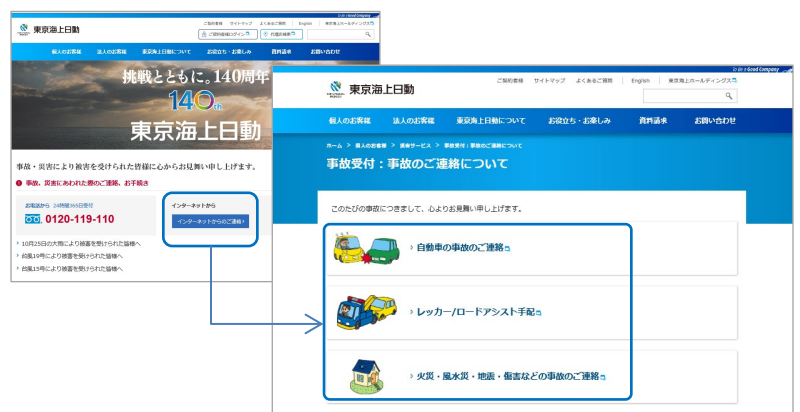 To Be a Good Company
東京海上日動
ご契約者様 サイトマップ よくあるご質問 English 東京海上ホールディングス
ご契約者様ログイン 代理店検索
個人のお客様 法人のお客様 東京海上日動について お役立ち・お楽しみ 資料請求 お問い合わせ
挑戦とともに。140周年
140th
東京海上日動
事故・災害により被害を受けられた皆様に心からお見舞い申し上げます。
事故、災害にあわれた際のご連絡、お手続き
お電話から 24時間365日受付
0120-119-110
インターネットから
インターネットからのご連絡
10月25日の大雨により被害を受けられた皆様へ
台風19号により被害を受けられた皆様へ
台風15号により被害を受けられた皆様へ
To Be a Good Company
東京海上日動
ご契約者様 サイトマップ よくあるご質問 English 東京海上ホールディングス
個人のお客様 法人のお客様 東京海上日動について お役立ち・お楽しみ 資料請求 お問い合わせ
ホーム > 個人のお客様 > 損害サービス > 事故受付：事故のご連絡について
事故受付：事故のご連絡について
このたびの事故につきまして、心よりお見舞い申し上げます。
自動車の事故のご連絡
レッカー/ロードアシスト手配
火災・風水災・地震・傷害などの事故のご連絡